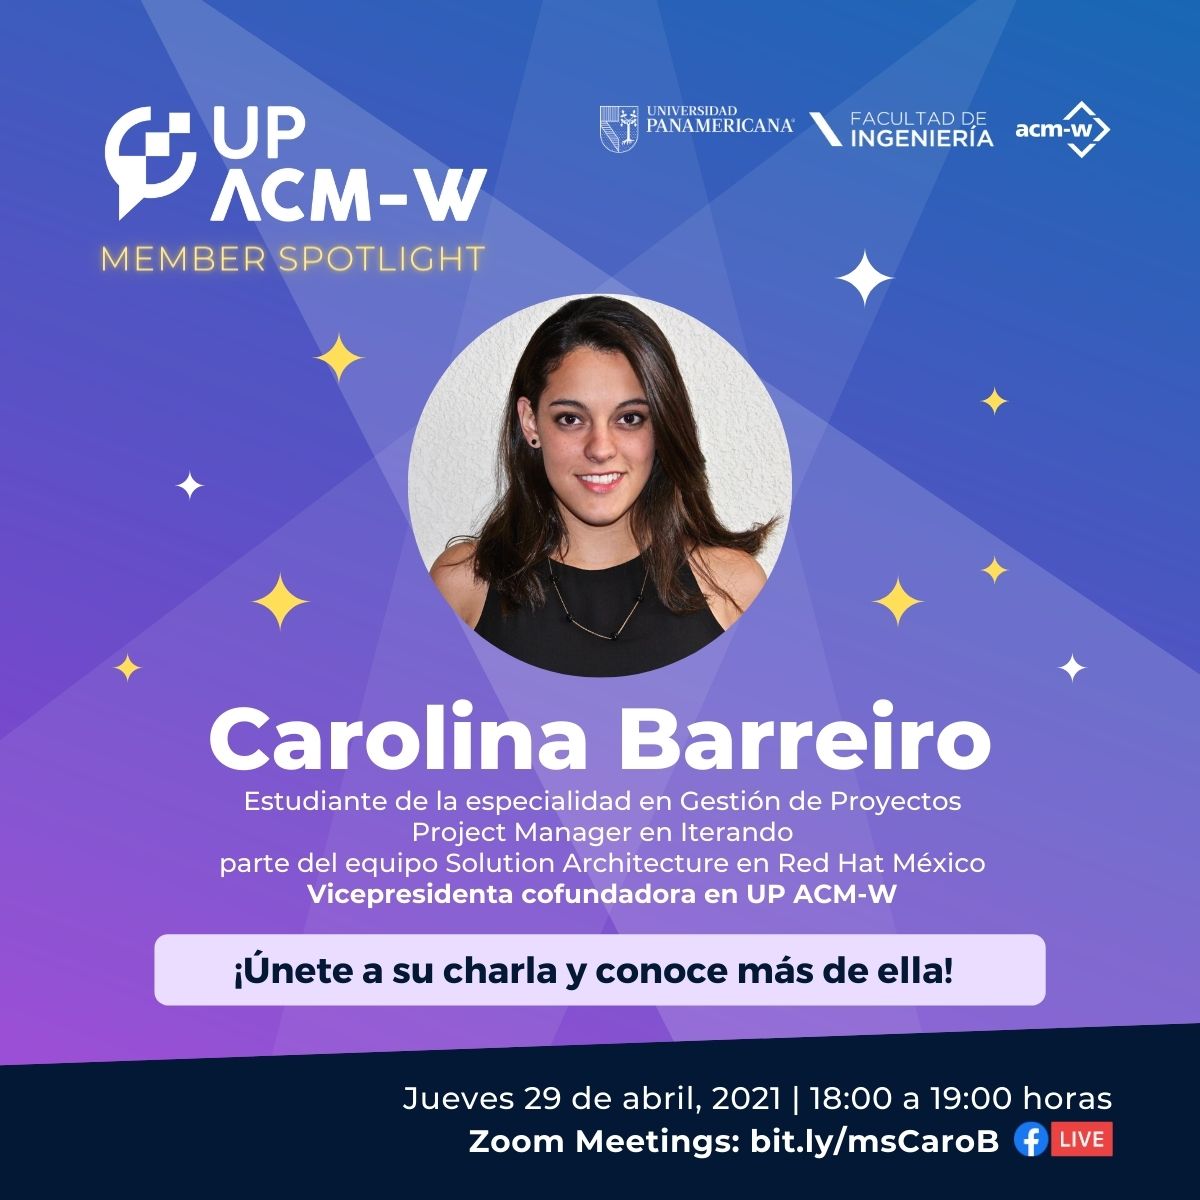 UP
ACM-W
MEMBER SPOTLIGHT
UNIVERSIDAD
PANAMERICANA®
FACULTAD DE
INGENIERÍA
acm-w
Carolina Barreiro
Estudiante de la especialidad en Gestión de Proyectos
Project Manager en Iterando
parte del equipo Solution Architecture en Red Hat México
Vicepresidenta cofundadora en UP ACM-W
¡Únete a su charla y conoce más de ella!
Jueves 29 de abril, 2021 | 18:00 a 19:00 horas
Zoom Meetings: bit.ly/msCaroB LIVE